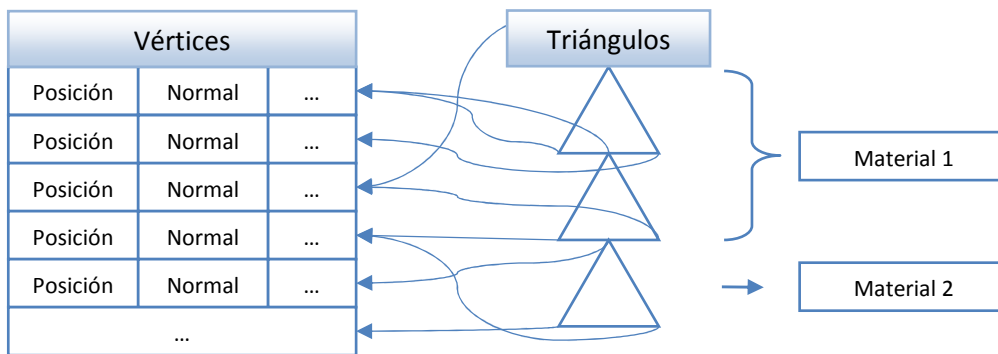 Vértices
Posición Normal ...
Posición Normal ...
Posición Normal ...
Posición Normal ...
Posición Normal ...
...
Triángulos
Material 1
Material 2